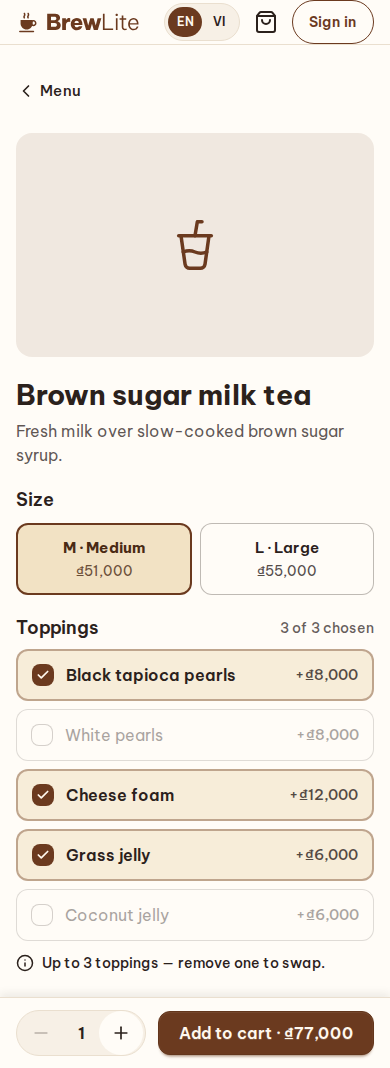 BrewLite
EN
VI
Sign in
Menu
Brown sugar milk tea
Fresh milk over slow-cooked brown sugar
syrup.
Size
M · Medium
₫51,000
L · Large
₫55,000
Toppings
3 of 3 chosen
Black tapioca pearls
+₫8,000
White pearls
+₫8,000
Cheese foam
+₫12,000
Grass jelly
+₫6,000
Coconut jelly
+₫6,000
Up to 3 toppings — remove one to swap.
1
Add to cart · ₫77,000